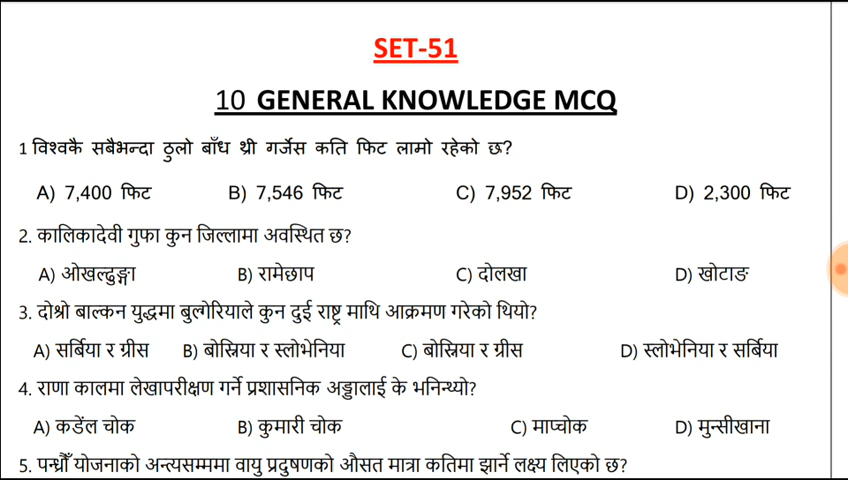 SET-51
10 GENERAL KNOWLEDGE MCQ
1 विश्वकै सबैभन्दा ठुलो बाँध थ्री गर्जेस कति फिट लामो रहेको छ?
A) 7,400 फिट B) 7,546 फिट C) 7,952 फिट D) 2,300 फिट
2. कालिकादेवी गुफा कुन जिल्लामा अवस्थित छ?
A) ओखल्ढुङ्गा B) रामेछाप C) दोलखा D) खोटाङ
3. दोश्रो बाल्कन युद्धमा बुल्गेरियाले कुन दुई राष्ट्र माथि आक्रमण गरेको थियो?
A) सर्बिया र ग्रीस B) बोस्निया र स्लोभेनिया C) बोस्निया र ग्रीस D) स्लोभेनिया र सर्बिया
4. राणा कालमा लेखापरीक्षण गर्ने प्रशासनिक अड्डालाई के भनिन्थ्यो?
A) कडेंल चोक B) कुमारी चोक C) माप्चोक D) मुन्सीखाना
5. पन्ध्रौँ योजनाको अन्त्यसम्ममा वायु प्रदुषणको औसत मात्रा कतिमा झार्ने लक्ष्य लिएको छ?